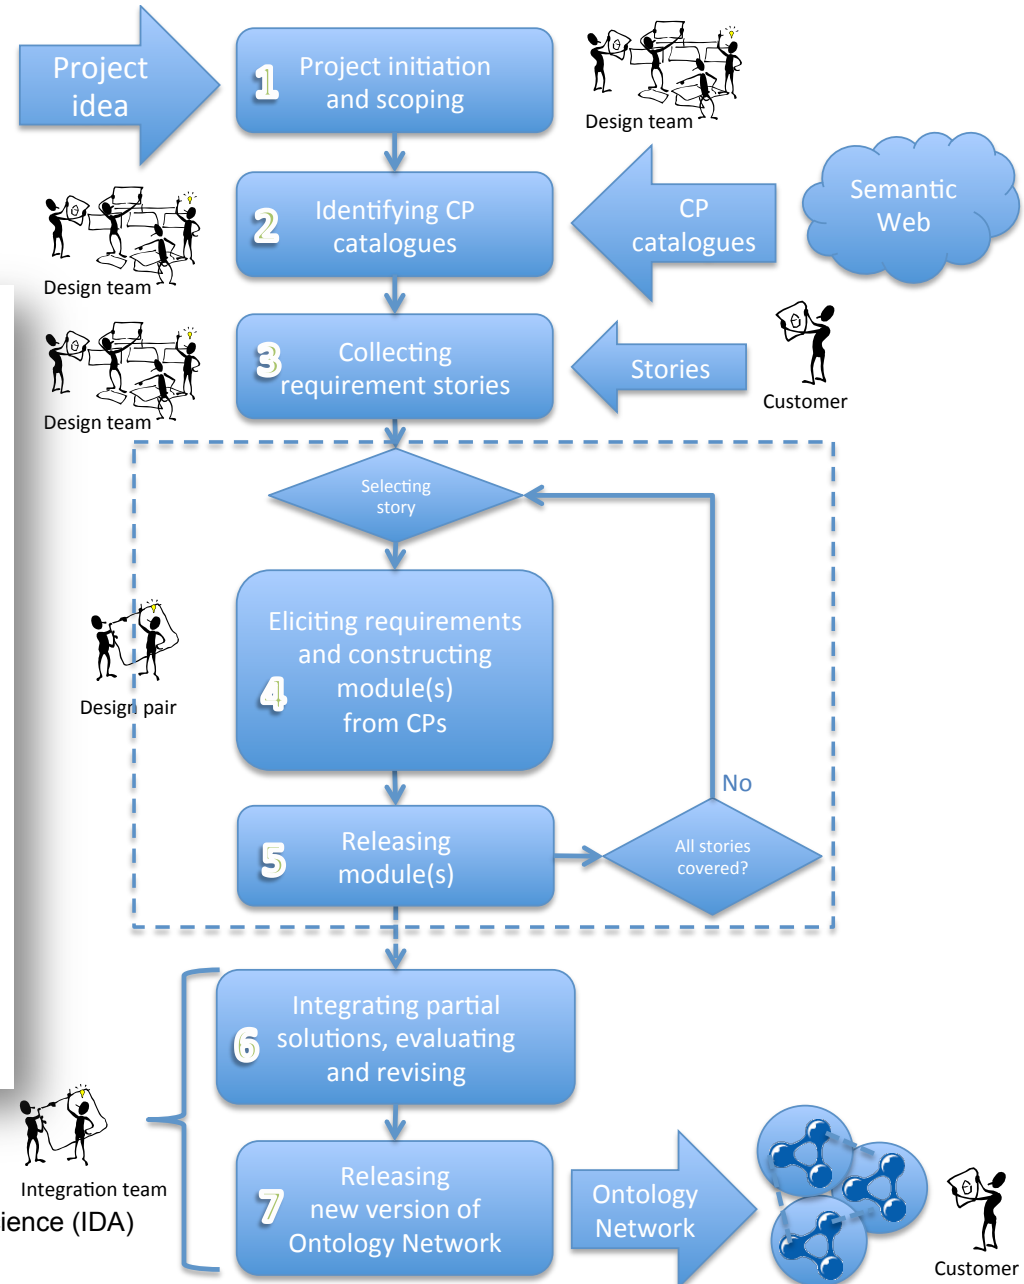 Project
idea
1
Project initiation
and scoping
Design team
2
Identifying CP
catalogues
CP
catalogues
Semantic
Web
Design team
3
Collecting
requirement stories
Stories
Customer
Design team
Selecting
story
4
Eliciting requirements
and constructing
module(s)
from CPs
Design pair
No
5
Releasing
module(s)
All stories
covered?
6
Integrating partial
solutions, evaluating
and revising
Integration team
7
Releasing
new version of
Ontology Network
Ontology
Network
Customer
ience (IDA)